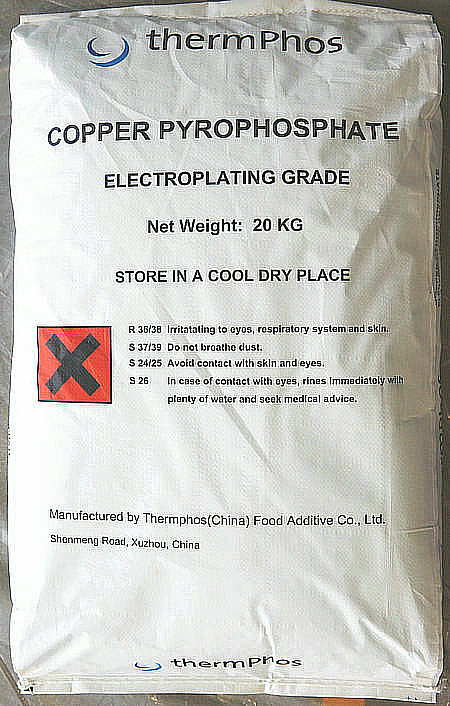 thermPhos
COPPER PYROPHOSPHATE
ELECTROPLATING GRADE
Net Weight: 20 KG
STORE IN A COOL DRY PLACE
R 36/38 Irritatating to eyes, respiratory system and skin.
S 37/39 Do not breathe dust.
S 24/25 Avoid contact with skin and eyes.
S 26 In case of contact with eyes, rines immediately with
plenty of water and seek medical advice.
Manufactured by Thermphos(China) Food Additive Co., Ltd.
Shenmeng Road, Xuzhou, China
thermPhos